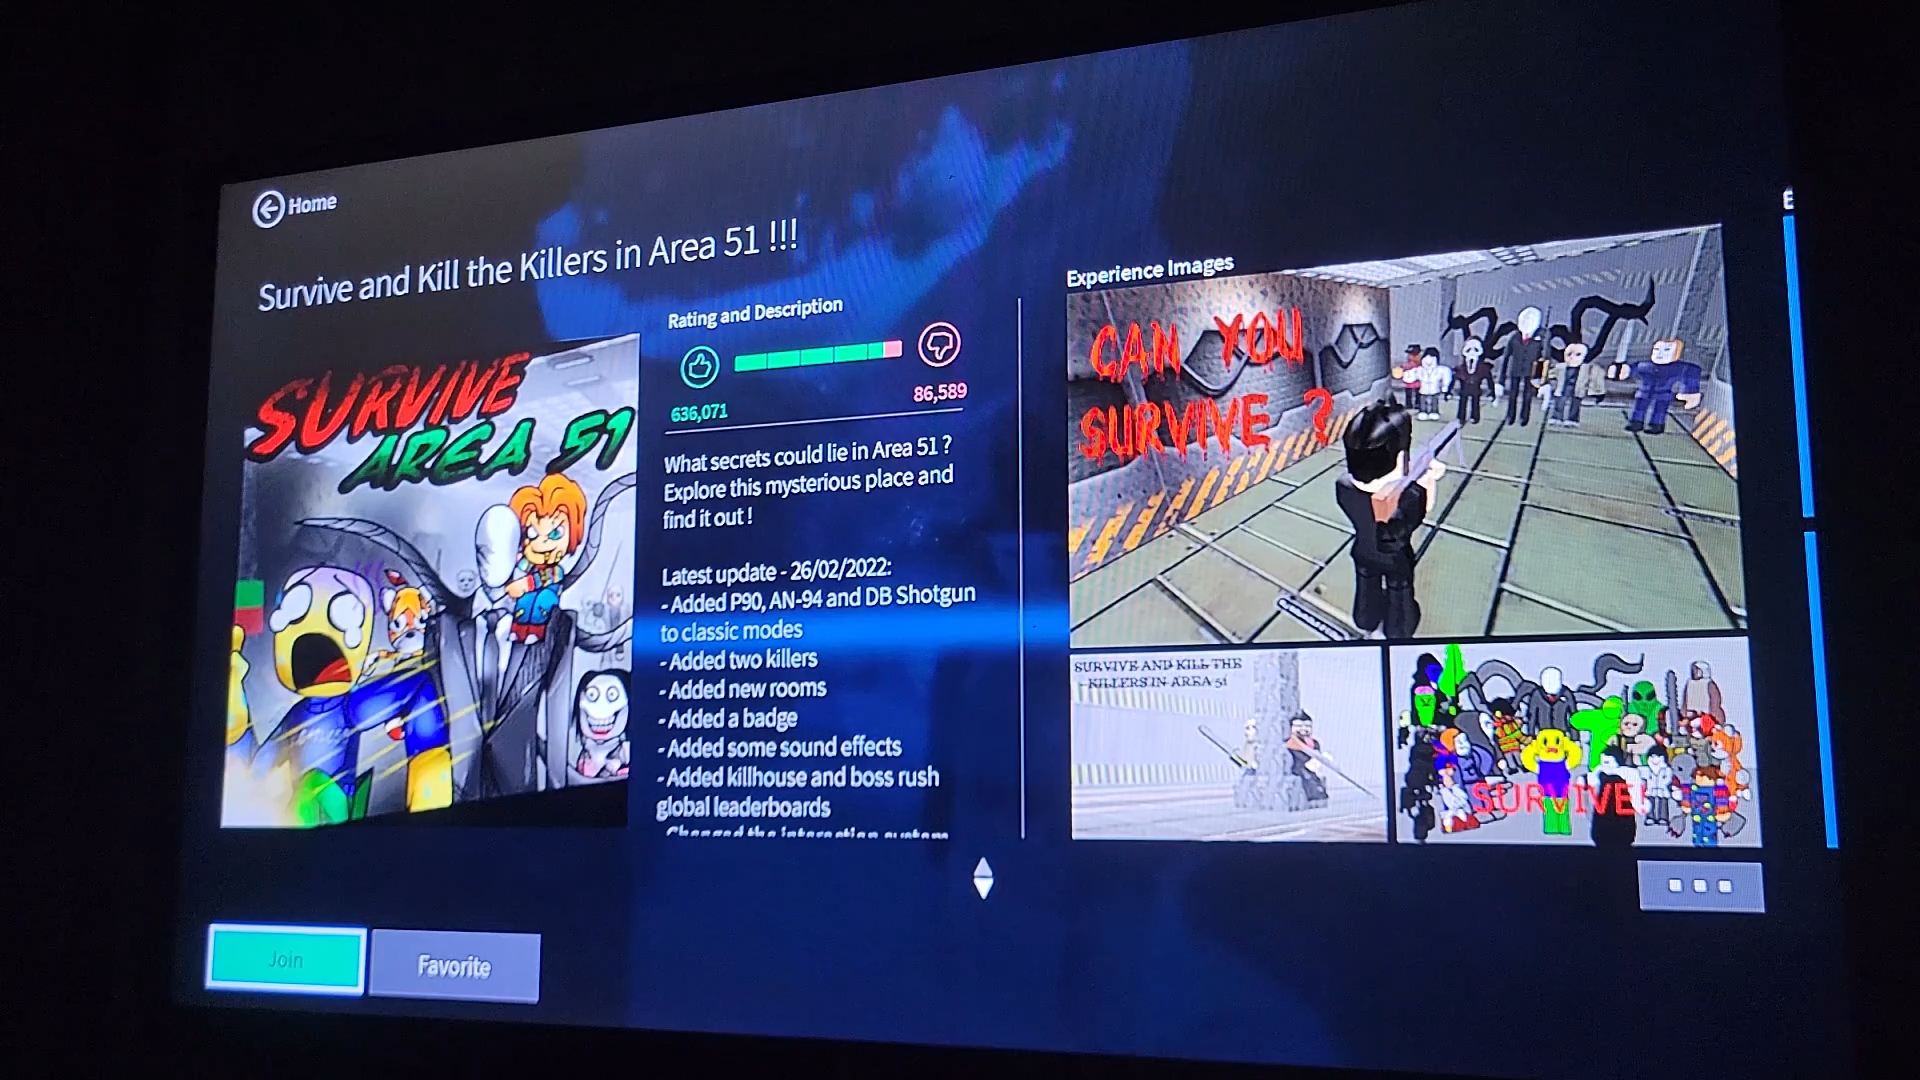 Home
Survive and Kill the Killers in Area 51 !!!
SURVIVE
AREA 51
Rating and Description
636,071
86,589
What secrets could lie in Area 51 ?
Explore this mysterious place and
find it out !
Latest update - 26/02/2022:
- Added P90, AN-94 and DB Shotgun
to classic modes
- Added two killers
- Added new rooms
- Added a badge
- Added some sound effects
- Added killhouse and boss rush
global leaderboards
- Changed the interaction system
Experience Images
CAN YOU
SURVIVE ?
SURVIVE AND KILL THE
KILLERS IN AREA 51
SURVIVE!
E
Join
Favorite